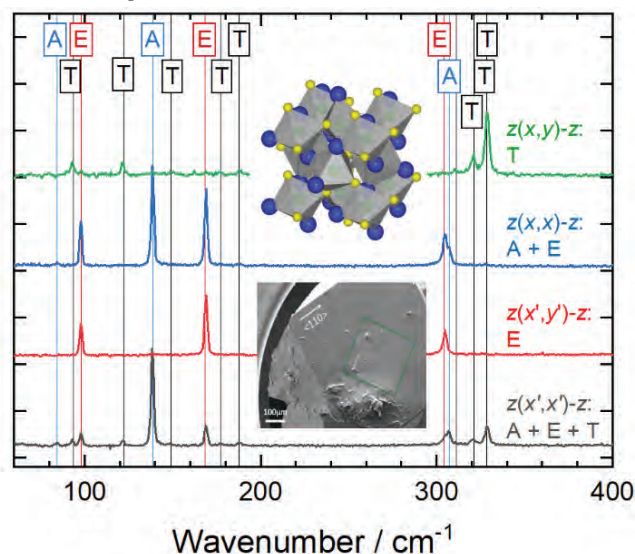 A E A E T E T
T T T T A T
T
z(x,y)-z:
T
z(x,x)-z:
A + E
<110>
z(x',y')-z:
E
100µm
z(x',x')-z:
A + E + T
100 200 300 400
Wavenumber / cm⁻¹